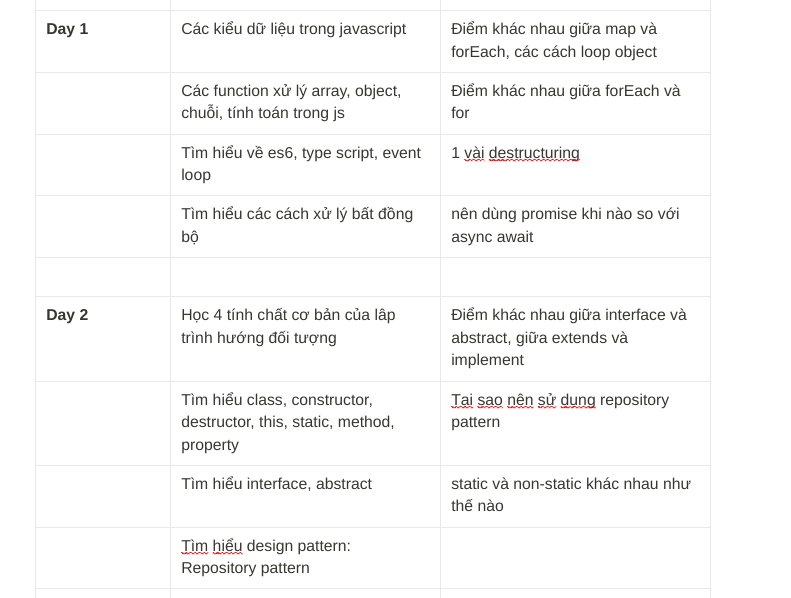 Day 1
Các kiểu dữ liệu trong javascript
Điểm khác nhau giữa map và
forEach, các cách loop object
Các function xử lý array, object,
chuỗi, tính toán trong js
Điểm khác nhau giữa forEach và
for
Tìm hiểu về es6, type script, event
loop
1 vài destructuring
Tìm hiểu các cách xử lý bất đồng
bộ
nên dùng promise khi nào so với
async await
Day 2
Học 4 tính chất cơ bản của lâp
trình hướng đối tượng
Điểm khác nhau giữa interface và
abstract, giữa extends và
implement
Tìm hiểu class, constructor,
destructor, this, static, method,
property
Tại sao nên sử dụng repository
pattern
Tìm hiểu interface, abstract
static và non-static khác nhau như
thế nào
Tìm hiểu design pattern:
Repository pattern